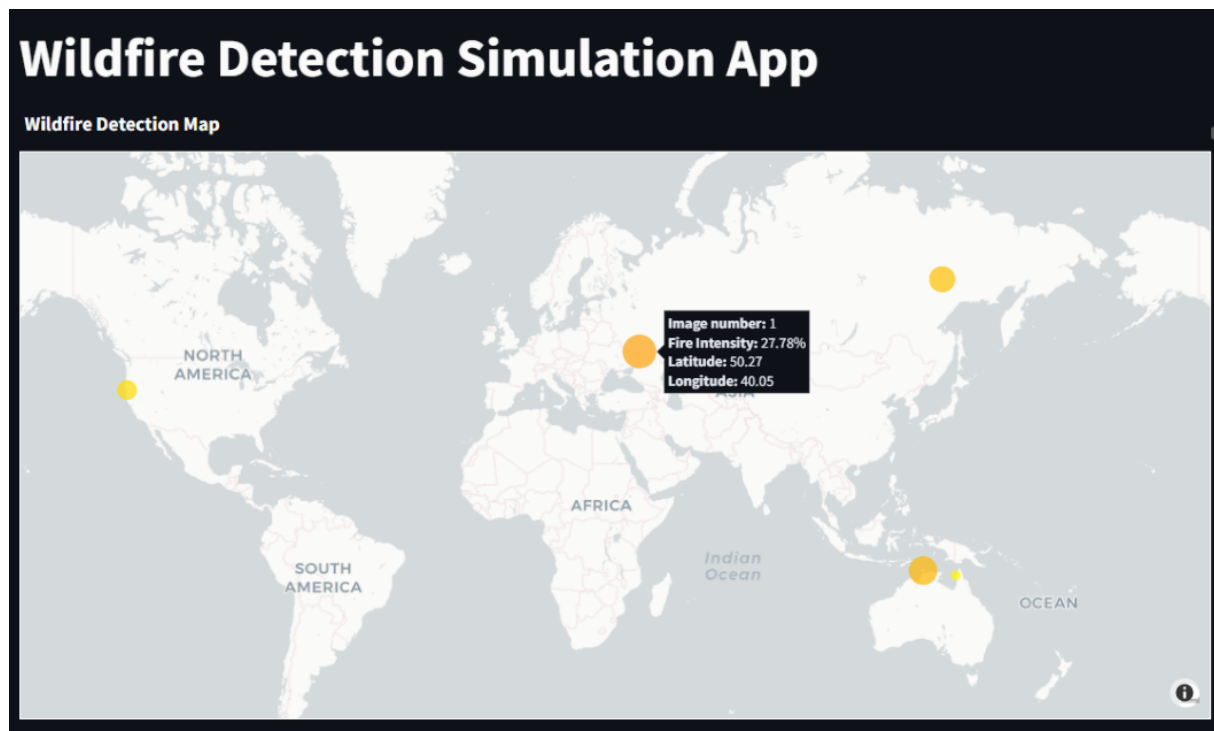 Wildfire Detection Simulation App
Wildfire Detection Map
NORTH
AMERICA
Image number: 1
Fire Intensity: 27.78%
Latitude: 50.27
Longitude: 40.05
ASIA
AFRICA
SOUTH
AMERICA
Indian
Ocean
OCEAN